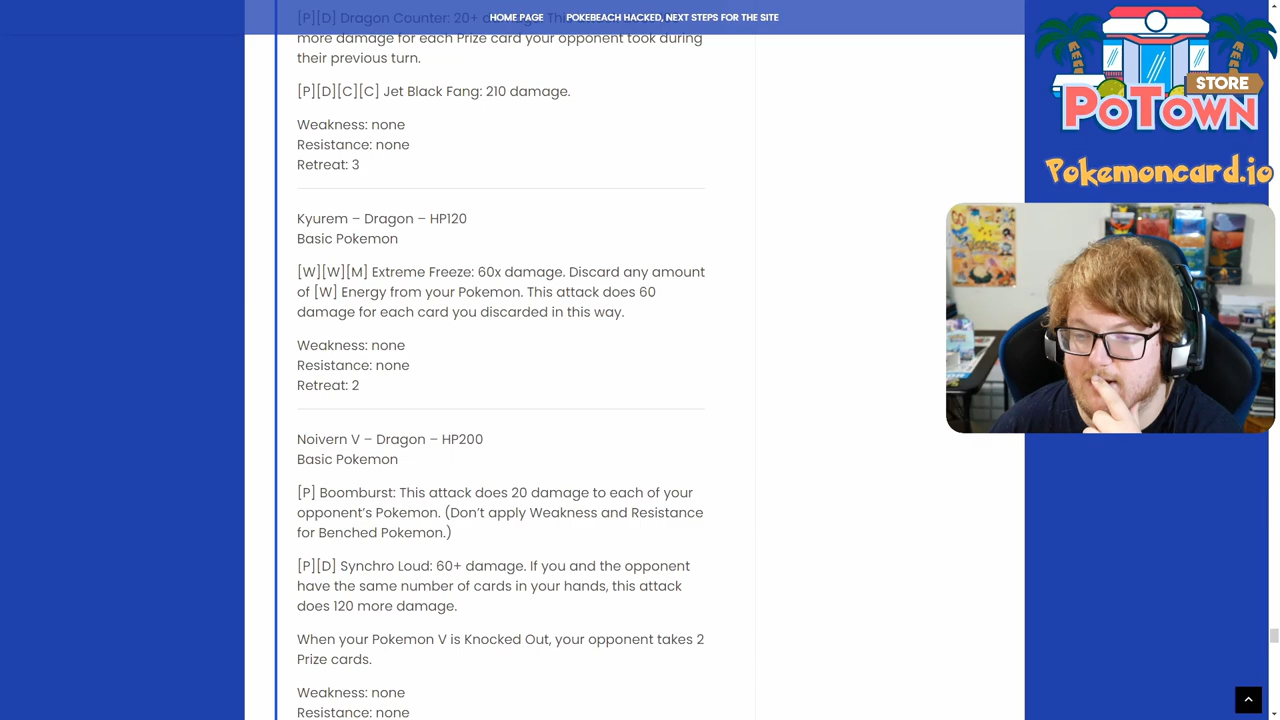 HOME PAGE
POKEBEACH HACKED, NEXT STEPS FOR THE SITE
[P][D] Dragon Counter: 20+
more damage for each Prize card your opponent took during
their previous turn.
[P][D][C][C] Jet Black Fang: 210 damage.
Weakness: none
Resistance: none
Retreat: 3
Kyurem – Dragon – HP120
Basic Pokemon
[W][W][M] Extreme Freeze: 60x damage. Discard any amount
of [W] Energy from your Pokemon. This attack does 60
damage for each card you discarded in this way.
Weakness: none
Resistance: none
Retreat: 2
Noivern V – Dragon – HP200
Basic Pokemon
[P] Boomburst: This attack does 20 damage to each of your
opponent's Pokemon. (Don't apply Weakness and Resistance
for Benched Pokemon.)
[P][D] Synchro Loud: 60+ damage. If you and the opponent
have the same number of cards in your hands, this attack
does 120 more damage.
When your Pokemon V is Knocked Out, your opponent takes 2
Prize cards.
Weakness: none
Resistance: none
STORE
PoTown
Pokemoncard.io